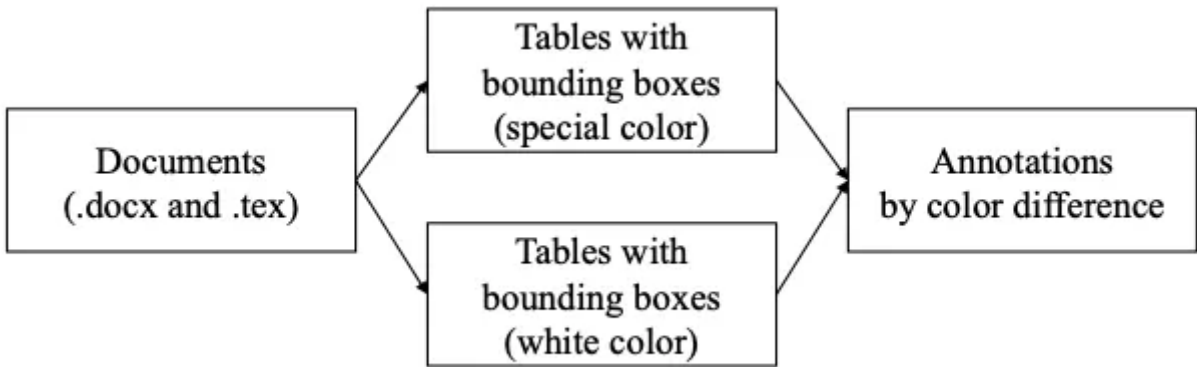 Documents
(.docx and .tex)
Tables with
bounding boxes
(special color)
Tables with
bounding boxes
(white color)
Annotations
by color difference